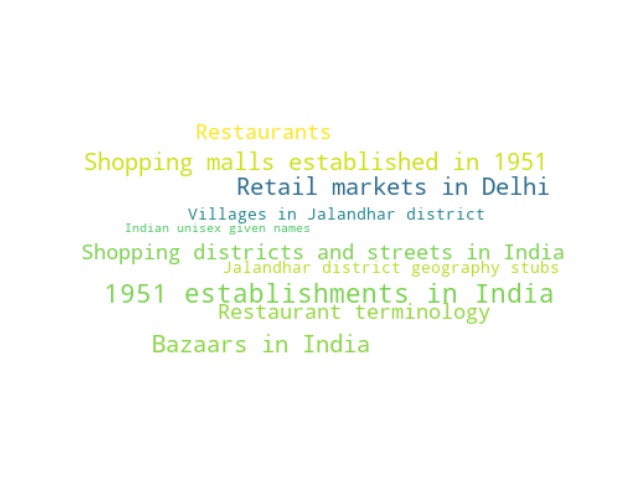 Restaurants
Shopping malls established in 1951
Retail markets in Delhi
Villages in Jalandhar district
Indian unisex given names
Shopping districts and streets in India
Jalandhar district geography stubs
1951 establishments in India
Restaurant terminology
Bazaars in India